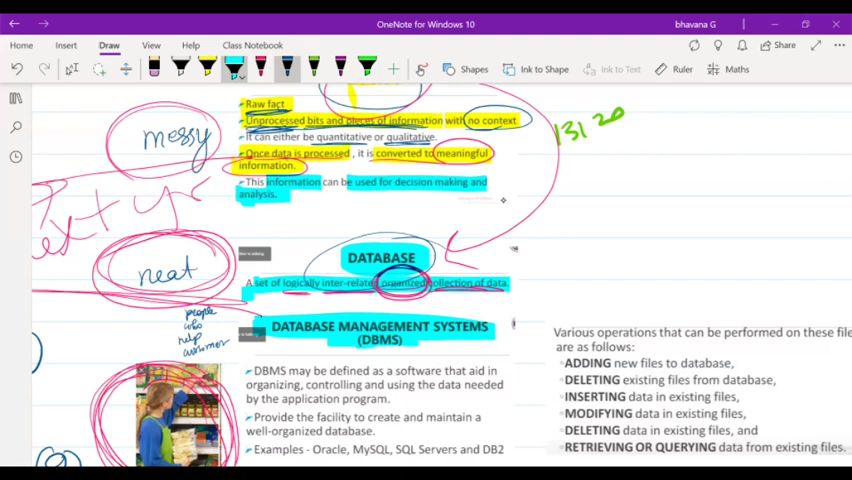 OneNote for Windows 10
bhavana G
Home Insert Draw View Help Class Notebook
Share
Shapes
Ink to Shape
Ink to Text
Ruler
Maths
Raw fact
Unprocessed bits and pieces of information with no context
It can either be quantitative or qualitative.
Once data is processed , it is converted to meaningful
information.
This information can be used for decision making and
analysis.
messy
131 20
DATABASE
A set of logically inter-related organized collection of data.
neat
people
who
help
customer
DATABASE MANAGEMENT SYSTEMS
(DBMS)
DBMS may be defined as a software that aid in
organizing, controlling and using the data needed
by the application program.
Provide the facility to create and maintain a
well-organized database.
Examples - Oracle, MySQL, SQL Servers and DB2
Various operations that can be performed on these file
are as follows:
ADDING new files to database,
DELETING existing files from database,
INSERTING data in existing files,
MODIFYING data in existing files,
DELETING data in existing files, and
RETRIEVING OR QUERYING data from existing files.